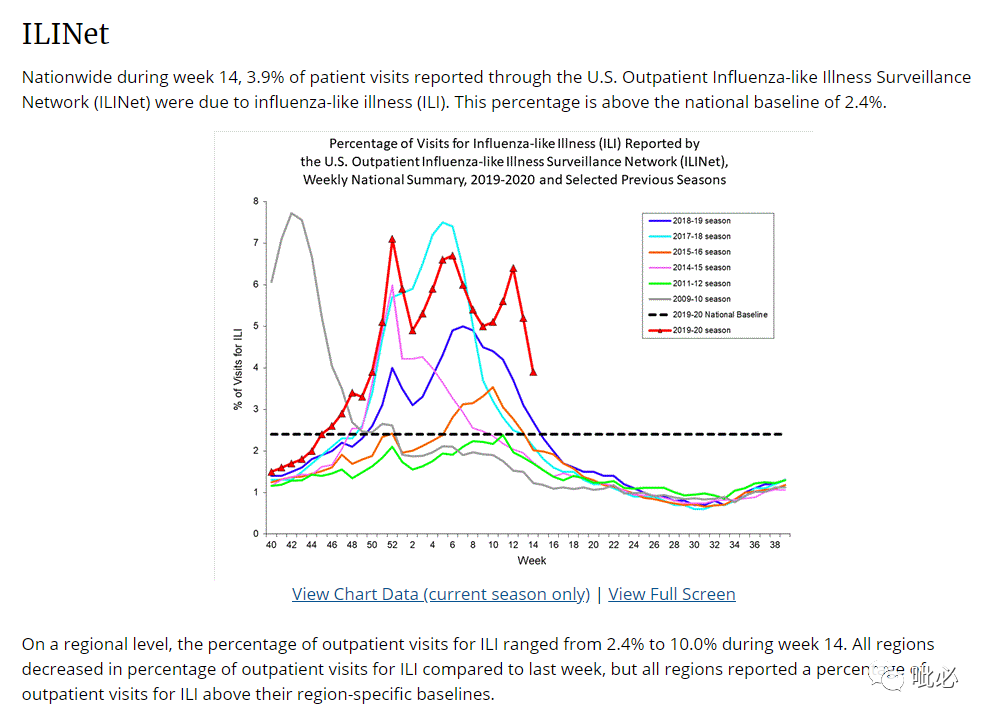 ILINet
Nationwide during week 14, 3.9% of patient visits reported through the U.S. Outpatient Influenza-like Illness Surveillance
Network (ILINet) were due to influenza-like illness (ILI). This percentage is above the national baseline of 2.4%.
Percentage of Visits for Influenza-like Illness (ILI) Reported by
the U.S. Outpatient Influenza-like Illness Surveillance Network (ILINet),
Weekly National Summary, 2019-2020 and Selected Previous Seasons
8
7
6
5
4
3
2
1
0
% of Visits for ILI
2018-19 season
2017-18 season
2015-16 season
2014-15 season
2011-12 season
2009-10 season
2019-20 National Baseline
2019-20 season
40 42 44 46 48 50 52 2 4 6 8 10 12 14 16 18 20 22 24 26 28 30 32 34 36 38
Week
View Chart Data (current season only) | View Full Screen
On a regional level, the percentage of outpatient visits for ILI ranged from 2.4% to 10.0% during week 14. All regions
decreased in percentage of outpatient visits for ILI compared to last week, but all regions reported a percentage of
outpatient visits for ILI above their region-specific baselines.
呲必